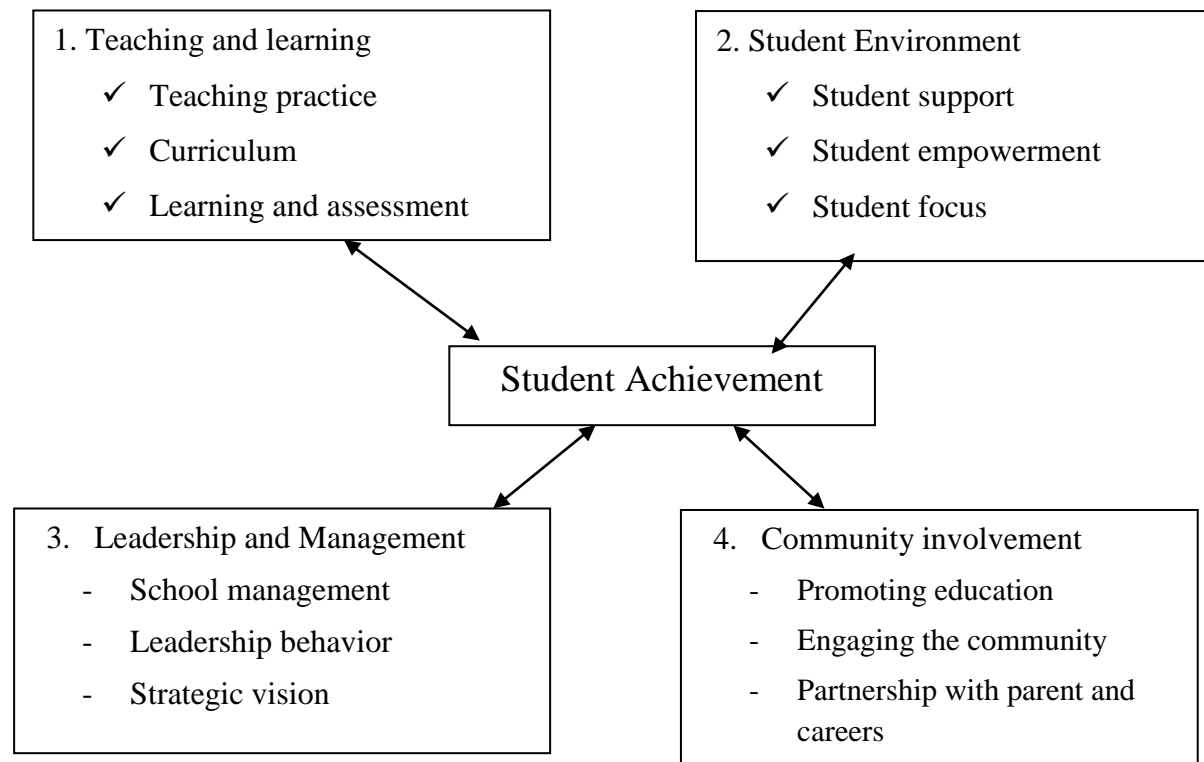 1. Teaching and learning
✓ Teaching practice
✓ Curriculum
✓ Learning and assessment
2. Student Environment
✓ Student support
✓ Student empowerment
✓ Student focus
Student Achievement
3. Leadership and Management
- School management
- Leadership behavior
- Strategic vision
4. Community involvement
- Promoting education
- Engaging the community
- Partnership with parent and
careers